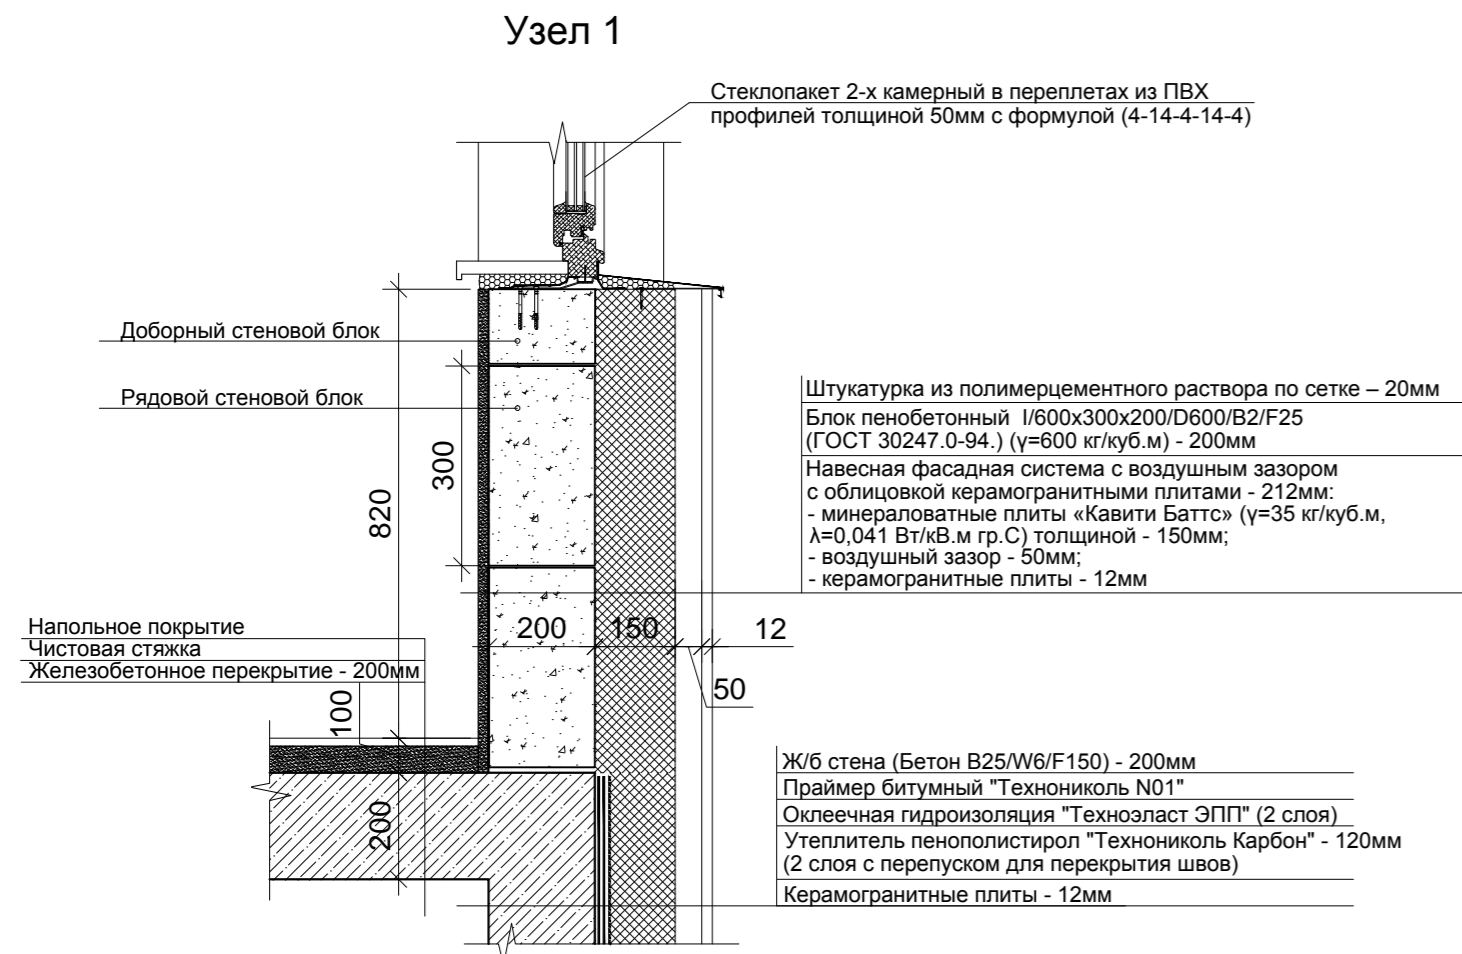 Узел 1
Стеклопакет 2-х камерный в переплетах из ПВХ
профилей толщиной 50мм с формулой (4-14-4-14-4)
Доборный стеновой блок
Рядовой стеновой блок
300
820
Штукатурка из полимерцементного раствора по сетке – 20мм
Блок пенобетонный I/600х300х200/D600/B2/F25
(ГОСТ 30247.0-94.) (γ=600 кг/куб.м) - 200мм
Навесная фасадная система с воздушным зазором
с облицовкой керамогранитными плитами - 212мм:
- минераловатные плиты «Кавити Баттс» (γ=35 кг/куб.м,
λ=0,041 Вт/кВ.м гр.С) толщиной - 150мм;
- воздушный зазор - 50мм;
- керамогранитные плиты - 12мм
200
150
12
50
Напольное покрытие
Чистовая стяжка
Железобетонное перекрытие - 200мм
100
200
Ж/б стена (Бетон В25/W6/F150) - 200мм
Праймер битумный "Технониколь N01"
Оклеечная гидроизоляция "Техноэласт ЭПП" (2 слоя)
Утеплитель пенополистирол "Технониколь Карбон" - 120мм
(2 слоя с перепуском для перекрытия швов)
Керамогранитные плиты - 12мм